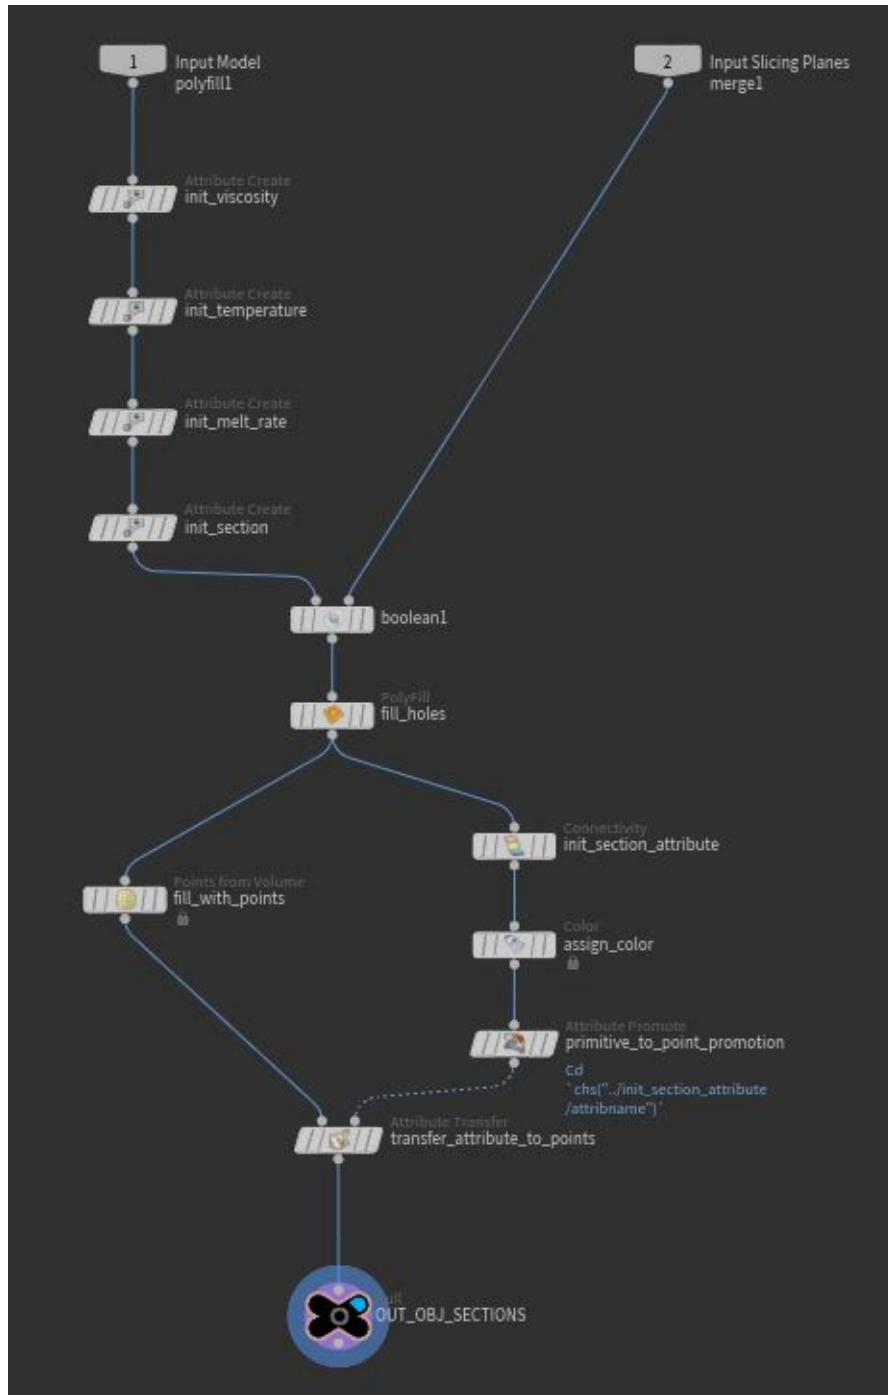 1
Input Model
polyfill1
2
Input Slicing Planes
merge1
Attribute Create
init_viscosity
Attribute Create
init_temperature
Attribute Create
init_melt_rate
Attribute Create
init_section
boolean1
PolyFill
fill_holes
Connectivity
init_section_attribute
Points from Volume
fill_with_points
Color
assign_color
Attribute Promote
primitive_to_point_promotion
Cd
`chs("../init_section_attribute
/attribname")`
Attribute Transfer
transfer_attribute_to_points
OUT_OBJ_SECTIONS